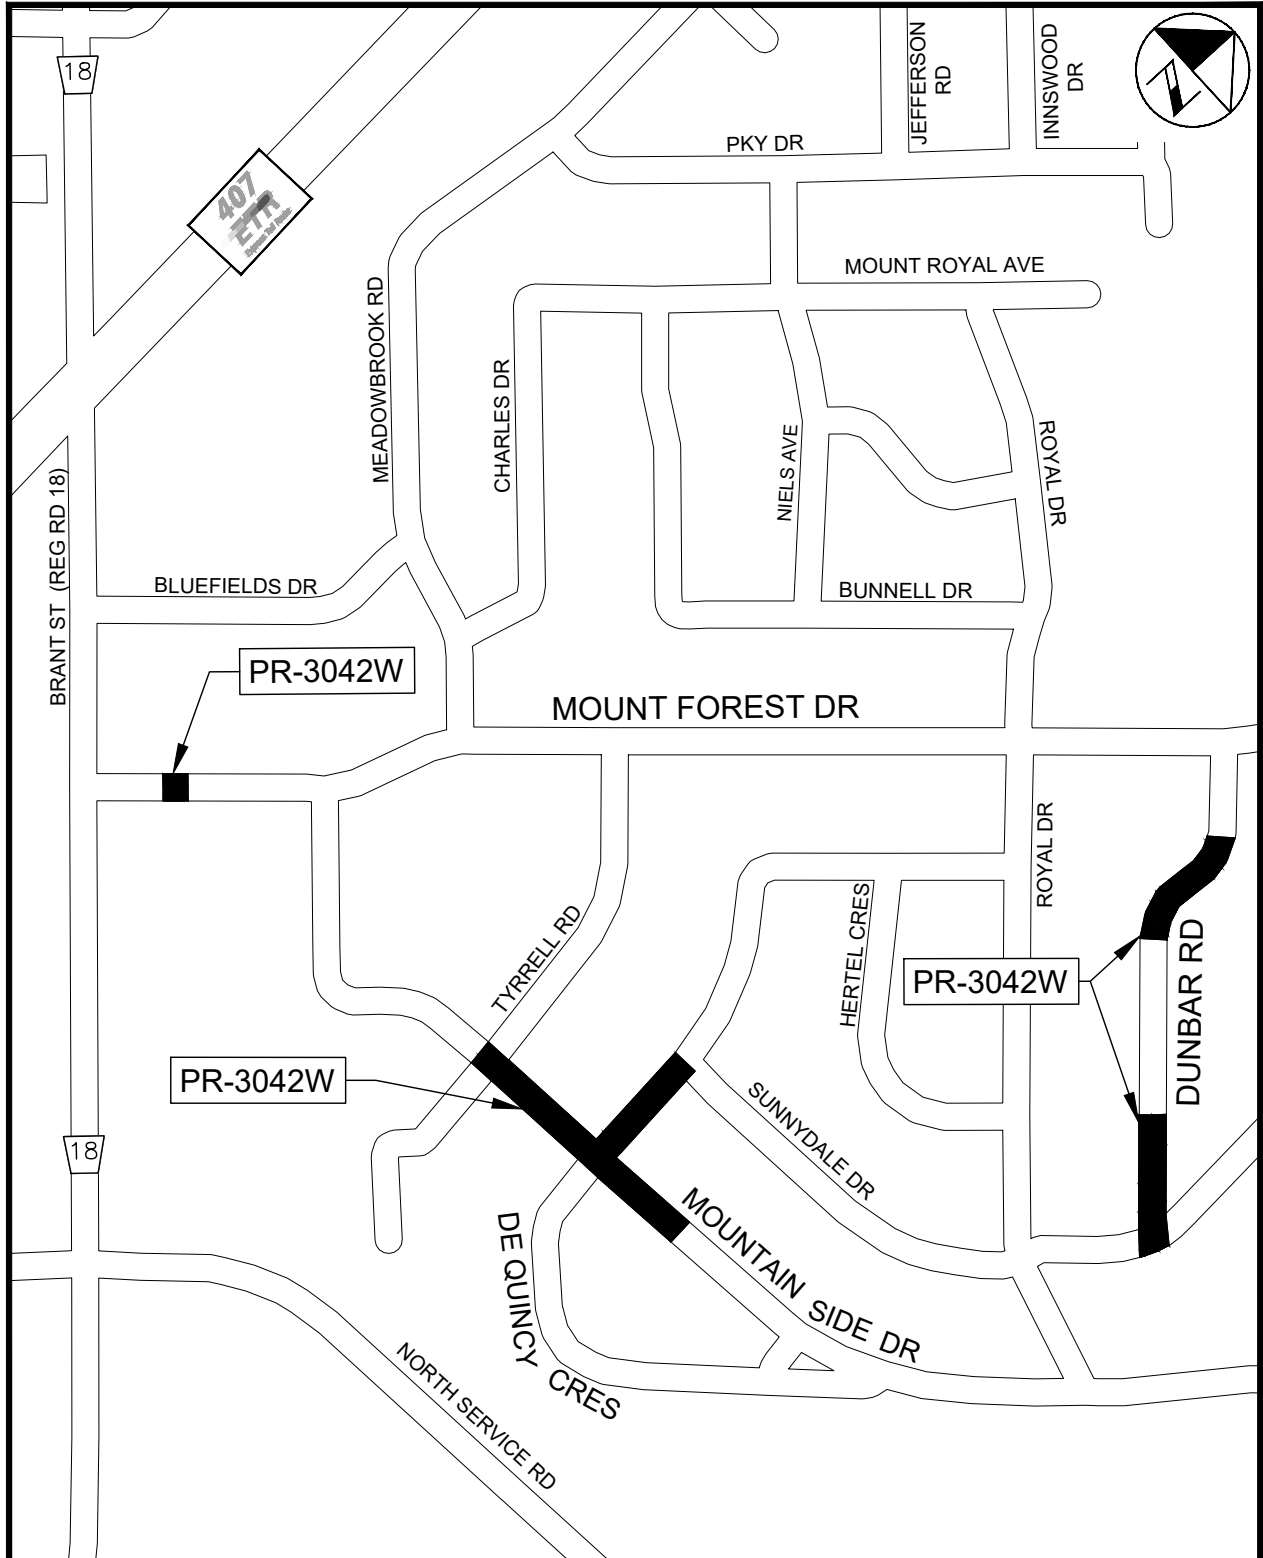 18
JEFFERSON
RD
INNSWOOD
DR
N
PKY DR
407
ETR
Express Toll Route
MOUNT ROYAL AVE
MEADOWBROOK RD
CHARLES DR
NIELS AVE
ROYAL DR
BRANT ST (REG RD 18)
BLUEFIELDS DR
BUNNELL DR
PR-3042W
MOUNT FOREST DR
ROYAL DR
HERTEL CRES
TYRRELL RD
PR-3042W
DUNBAR RD
PR-3042W
SUNNYDALE DR
18
MOUNTAIN SIDE DR
DE QUINCY CRES
NORTH SERVICE RD